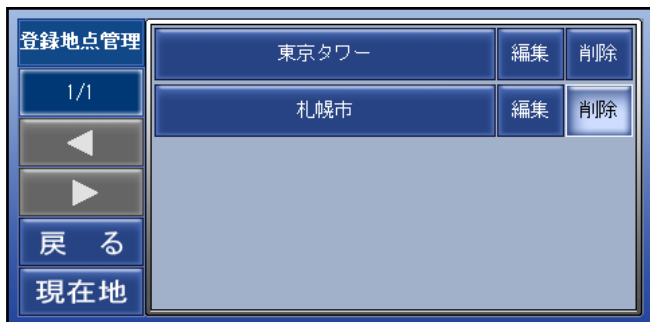 登録地点管理
1/1
戻 る
現在地
東京タワー 編集 削除
札幌市 編集 削除